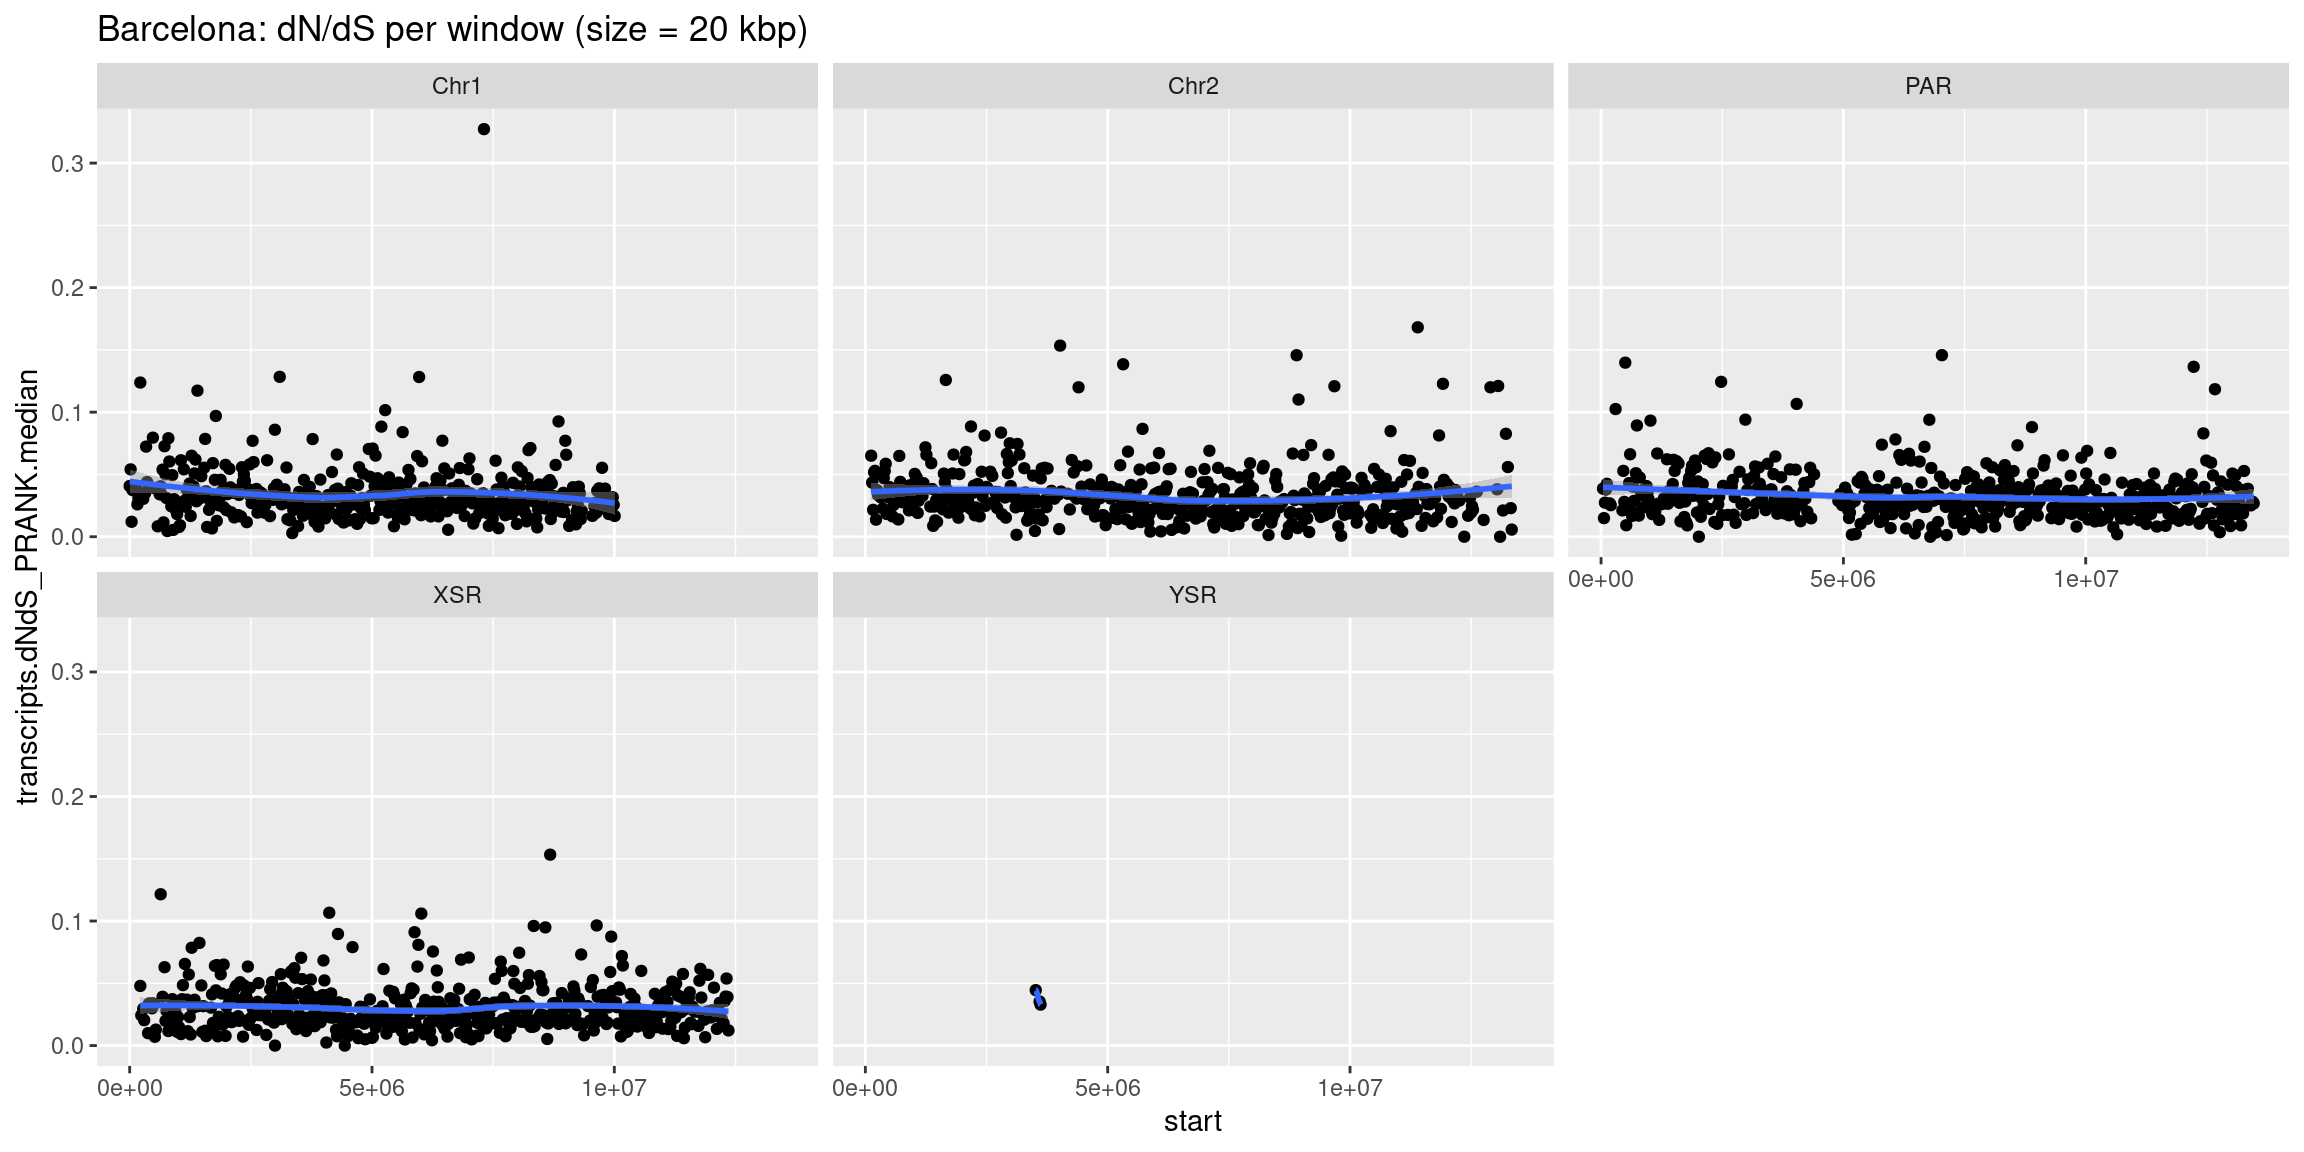 Barcelona: dN/dS per window (size = 20 kbp)
Chr1
Chr2
PAR
0.3
0.2
0.1
0.0
0e+00 5e+06 1e+07
XSR
YSR
0.3
0.2
0.1
0.0
0e+00 5e+06 1e+07
0e+00 5e+06 1e+07
start
transcripts.dNdS_PRANK.median